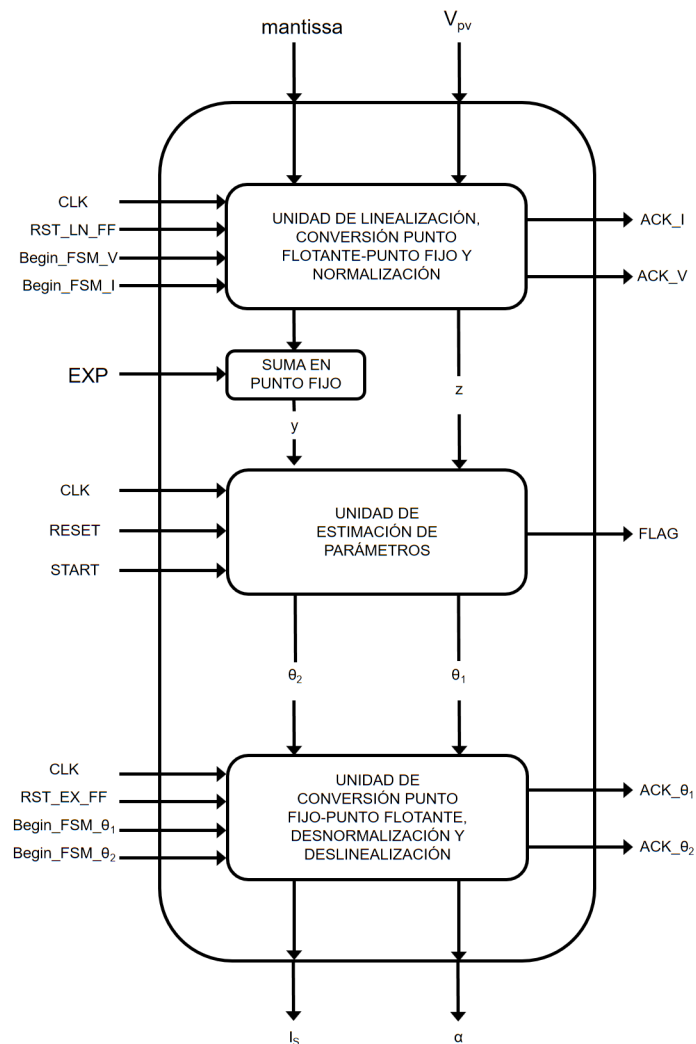 mantissa
V_pv
CLK
RST_LN_FF
Begin_FSM_V
Begin_FSM_I
UNIDAD DE LINEALIZACIÓN,
CONVERSIÓN PUNTO
FLOTANTE-PUNTO FIJO Y
NORMALIZACIÓN
ACK_I
ACK_V
EXP
SUMA EN
PUNTO FIJO
y
z
CLK
RESET
START
UNIDAD DE
ESTIMACIÓN DE
PARÁMETROS
FLAG
θ₂
θ₁
CLK
RST_EX_FF
Begin_FSM_θ₁
Begin_FSM_θ₂
UNIDAD DE
CONVERSIÓN PUNTO
FIJO-PUNTO FLOTANTE,
DESNORMALIZACIÓN Y
DESLINEALIZACIÓN
ACK_θ₁
ACK_θ₂
I_S
α